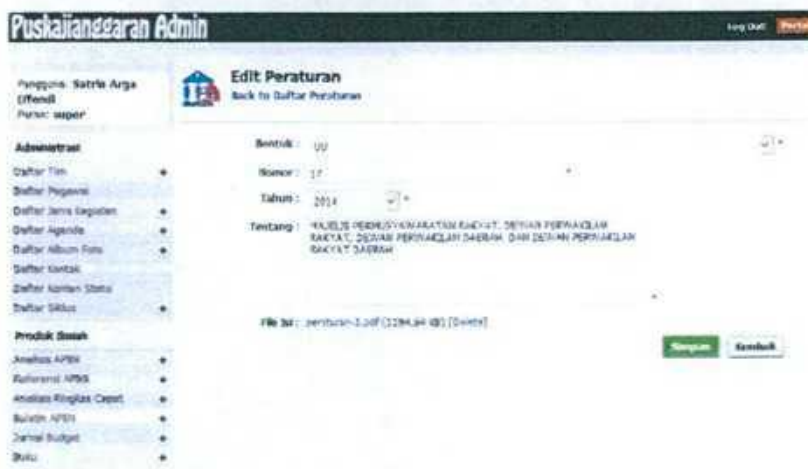 Puskajianggaran Admin
Log Out
Pengguna: Satria Arga Effendi
Peran: super
Edit Peraturan
Back to Daftar Peraturan
Administrasi
Daftar Tim +
Daftar Pegawai
Daftar Jenis Kegiatan +
Daftar Agenda +
Daftar Album Foto +
Daftar Kontak
Daftar Konten Statis
Daftar Siklus +
Produk Ilmiah
Analisis APBN +
Referensi APBN +
Analisis Ringkas Cepat +
Buletin APBN +
Jurnal Budget +
Buku +
Bentuk : UU *
Nomor : 17 *
Tahun : 2014 *
Tentang : MAJELIS PERMUSYAWARATAN RAKYAT, DEWAN PERWAKILAN
RAKYAT, DEWAN PERWAKILAN DAERAH, DAN DEWAN PERWAKILAN
RAKYAT DAERAH
*
File Isi : peraturan-3.pdf [Delete]
Simpan Kembali